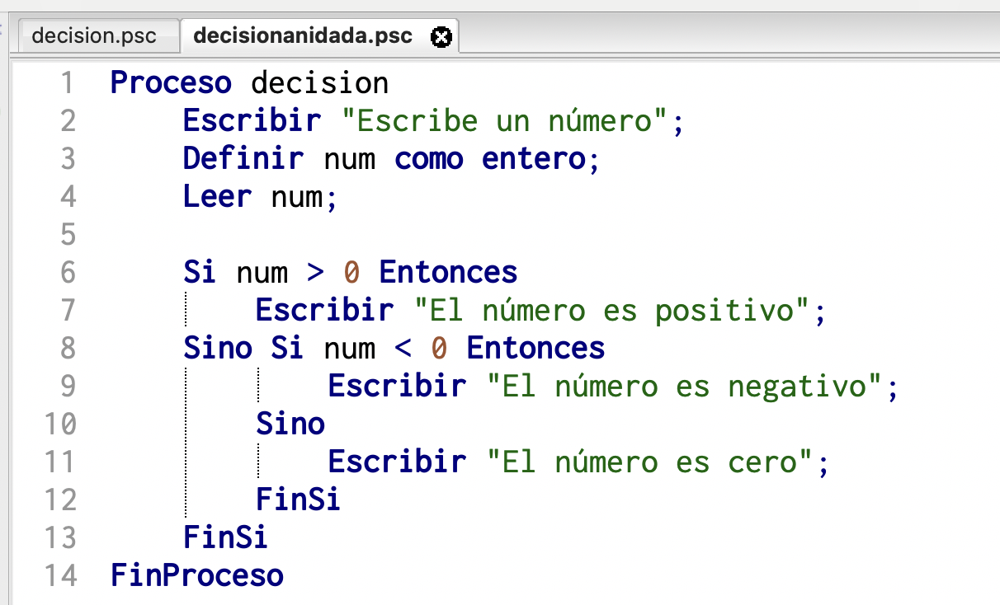 decision.psc decisionanidada.psc
1 Proceso decision
2 Escribir "Escribe un número";
3 Definir num como entero;
4 Leer num;
5
6 Si num > 0 Entonces
7 Escribir "El número es positivo";
8 Sino Si num < 0 Entonces
9 Escribir "El número es negativo";
10 Sino
11 Escribir "El número es cero";
12 FinSi
13 FinSi
14 FinProceso